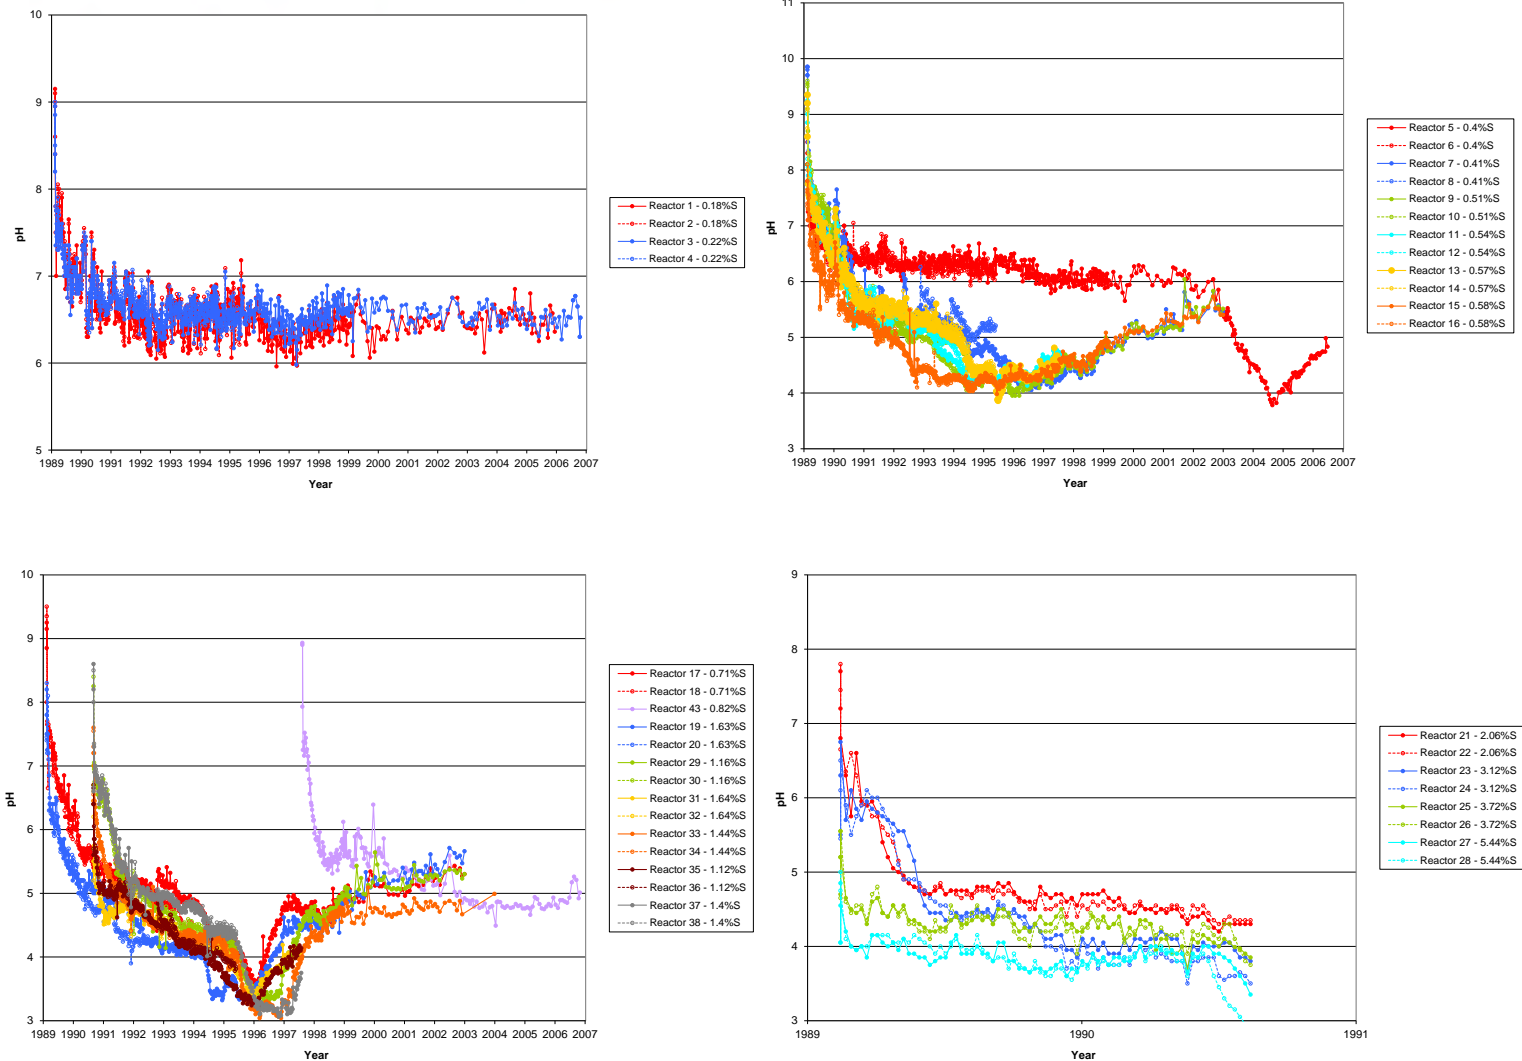 10
9
8
7
6
5
pH
1989 1990 1991 1992 1993 1994 1995 1996 1997 1998 1999 2000 2001 2002 2003 2004 2005 2006 2007
Year
Reactor 1 - 0.18%S
Reactor 2 - 0.18%S
Reactor 3 - 0.22%S
Reactor 4 - 0.22%S
11
10
9
8
7
6
5
4
3
pH
1989 1990 1991 1992 1993 1994 1995 1996 1997 1998 1999 2000 2001 2002 2003 2004 2005 2006 2007
Year
Reactor 5 - 0.4%S
Reactor 6 - 0.4%S
Reactor 7 - 0.41%S
Reactor 8 - 0.41%S
Reactor 9 - 0.51%S
Reactor 10 - 0.51%S
Reactor 11 - 0.54%S
Reactor 12 - 0.54%S
Reactor 13 - 0.57%S
Reactor 14 - 0.57%S
Reactor 15 - 0.58%S
Reactor 16 - 0.58%S
10
9
8
7
6
5
4
3
pH
1989 1990 1991 1992 1993 1994 1995 1996 1997 1998 1999 2000 2001 2002 2003 2004 2005 2006 2007
Year
Reactor 17 - 0.71%S
Reactor 18 - 0.71%S
Reactor 43 - 0.82%S
Reactor 19 - 1.63%S
Reactor 20 - 1.63%S
Reactor 29 - 1.16%S
Reactor 30 - 1.16%S
Reactor 31 - 1.64%S
Reactor 32 - 1.64%S
Reactor 33 - 1.44%S
Reactor 34 - 1.44%S
Reactor 35 - 1.12%S
Reactor 36 - 1.12%S
Reactor 37 - 1.4%S
Reactor 38 - 1.4%S
9
8
7
6
5
4
3
pH
1989 1990 1991
Year
Reactor 21 - 2.06%S
Reactor 22 - 2.06%S
Reactor 23 - 3.12%S
Reactor 24 - 3.12%S
Reactor 25 - 3.72%S
Reactor 26 - 3.72%S
Reactor 27 - 5.44%S
Reactor 28 - 5.44%S